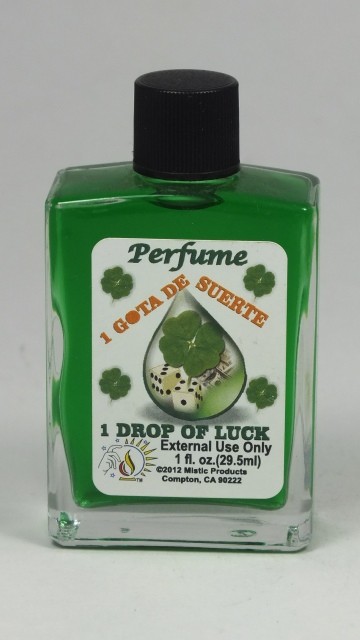 Perfume
1 GOTA DE SUERTE
1 DROP OF LUCK
External Use Only
1 fl. oz.(29.5ml)
©2012 Mistic Products
Compton, CA 90222